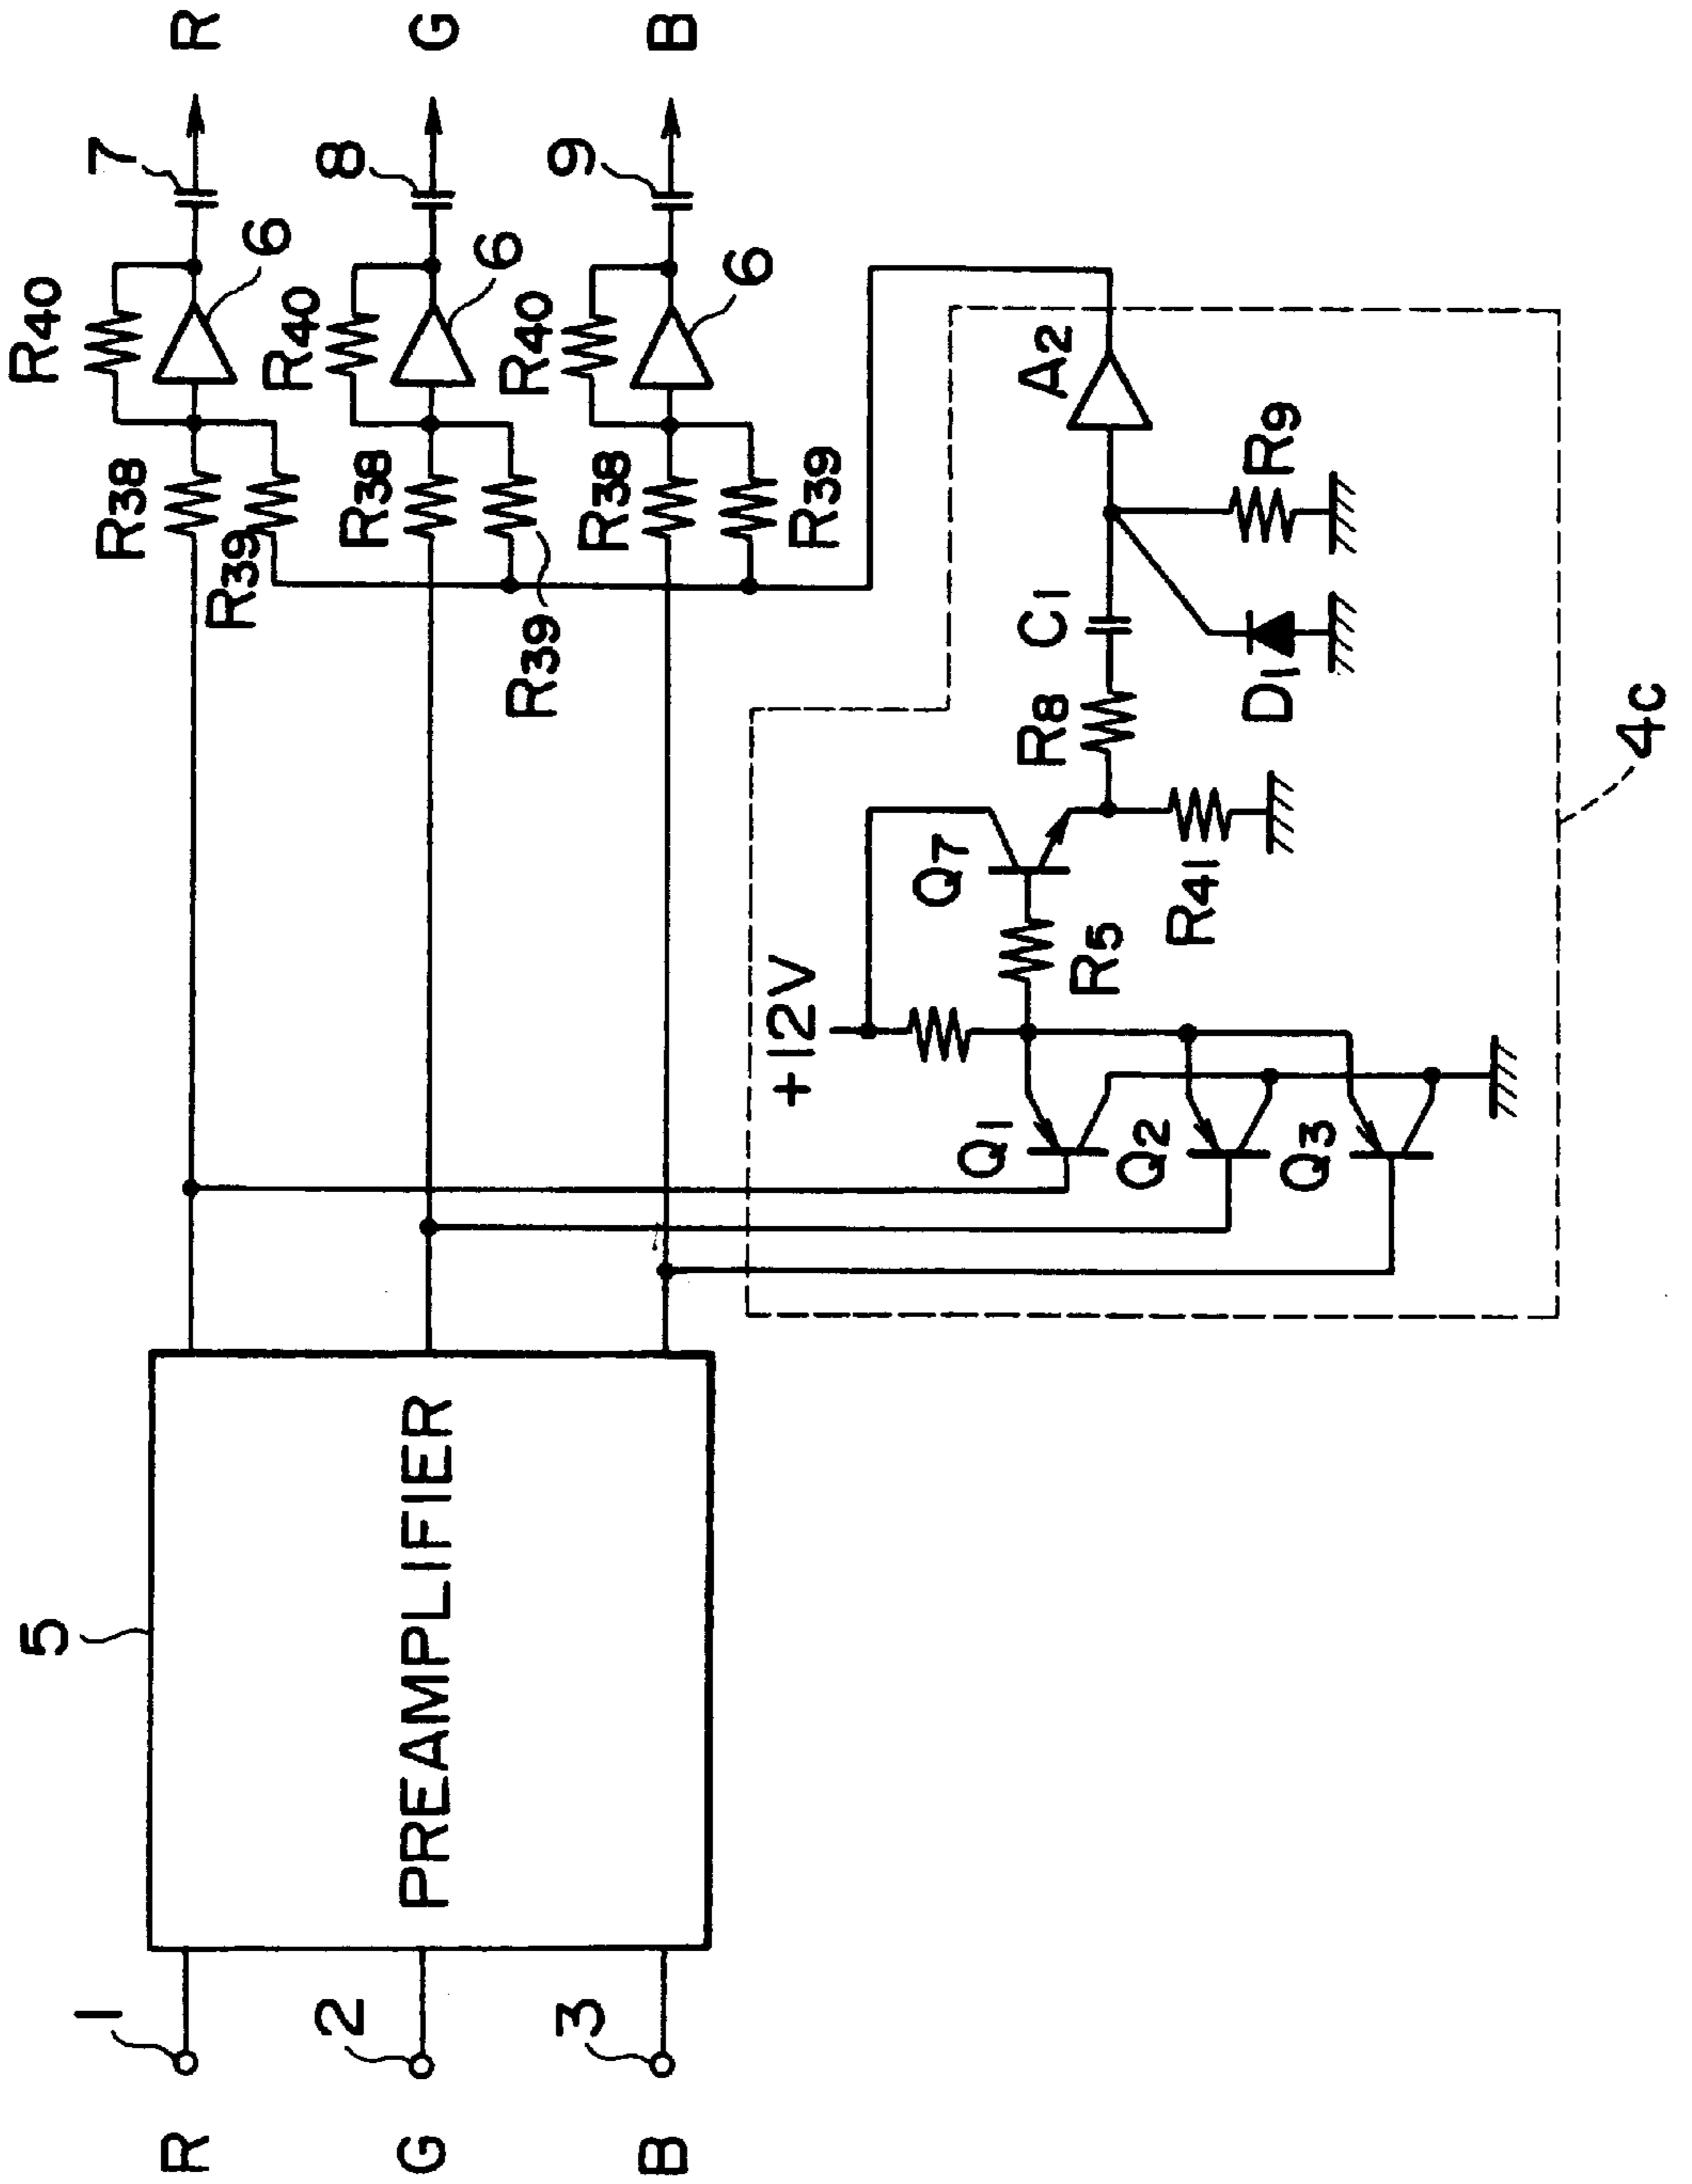 R
1
G
2
B
3
5
PREAMPLIFIER
R38
R39
R40
6
7
R
R38
R39
R40
6
8
G
R38
R39
R40
6
9
B
+12V
Q1
Q2
Q3
R5
Q7
R41
R8
C1
D1
R9
A2
4c